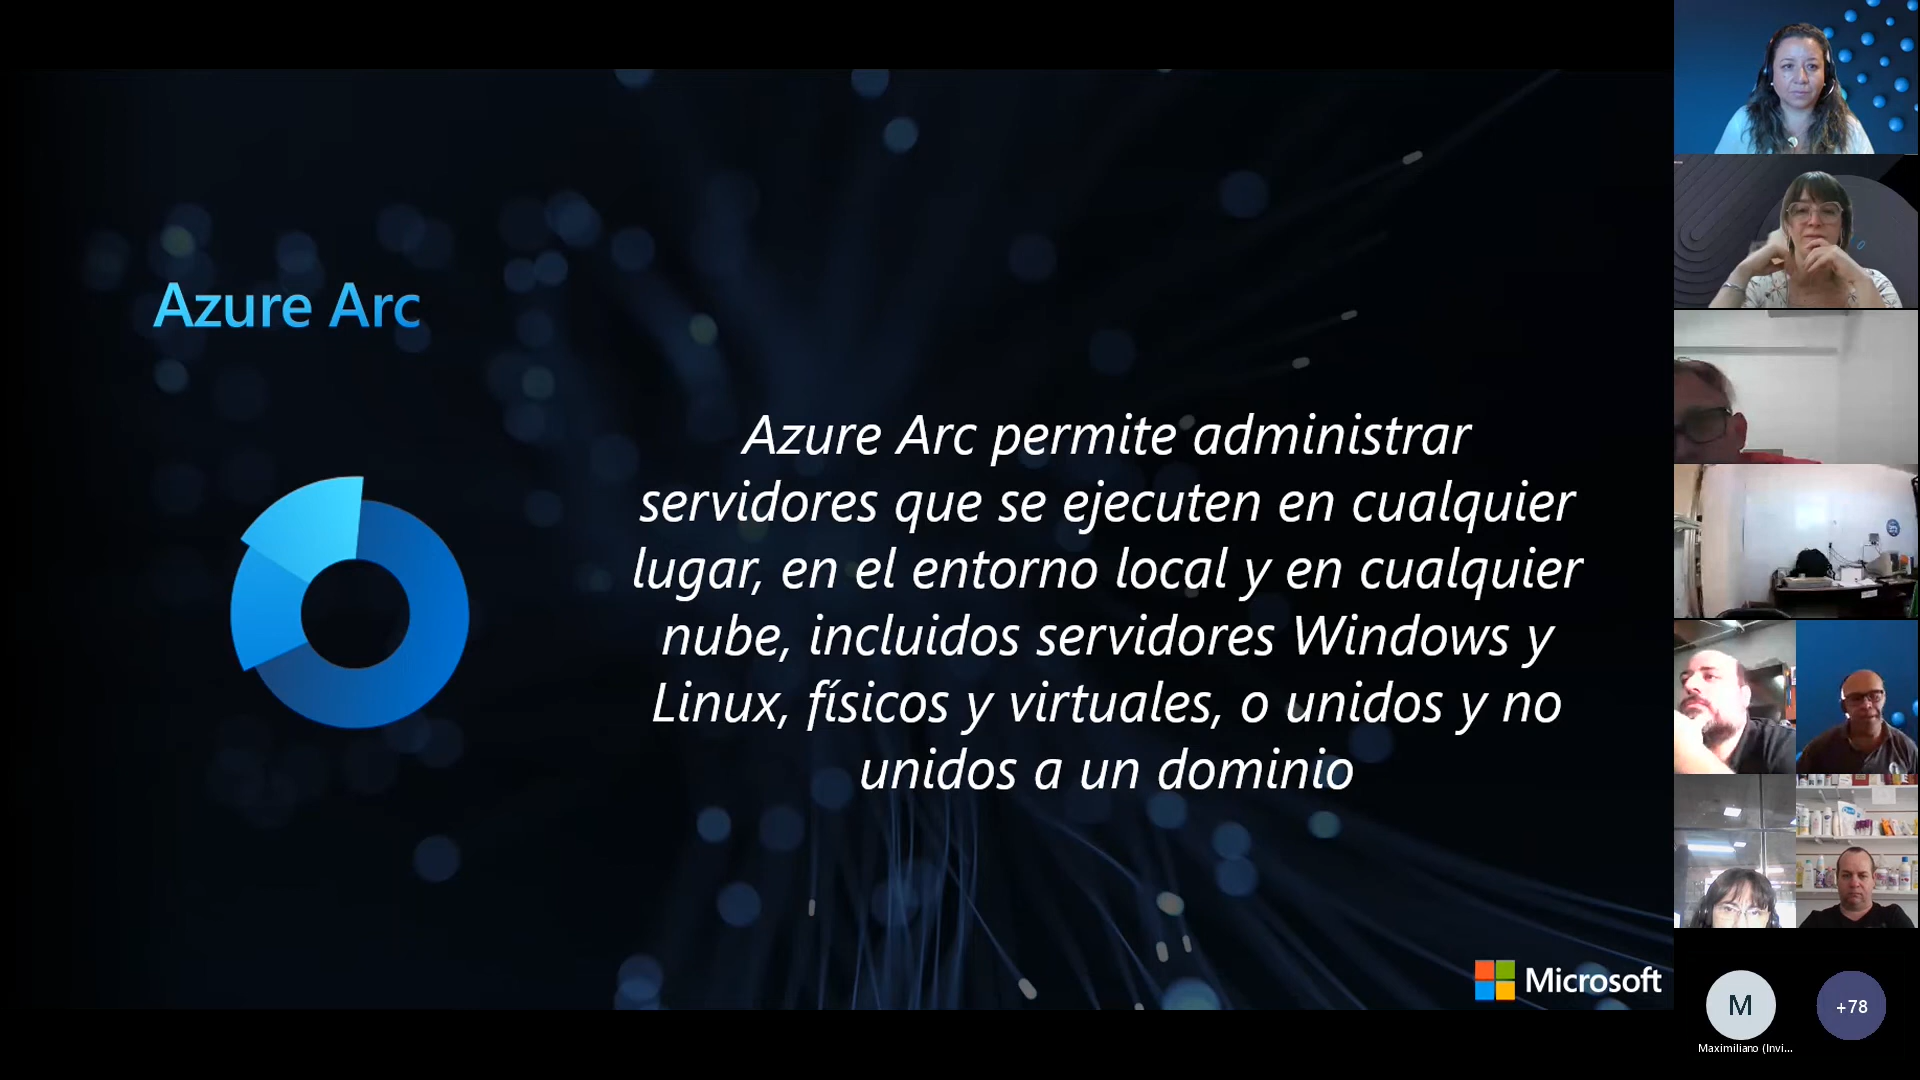 Azure Arc
Azure Arc permite administrar
servidores que se ejecuten en cualquier
lugar, en el entorno local y en cualquier
nube, incluidos servidores Windows y
Linux, físicos y virtuales, o unidos y no
unidos a un dominio
Microsoft
M
+78
Maximiliano (Invi...